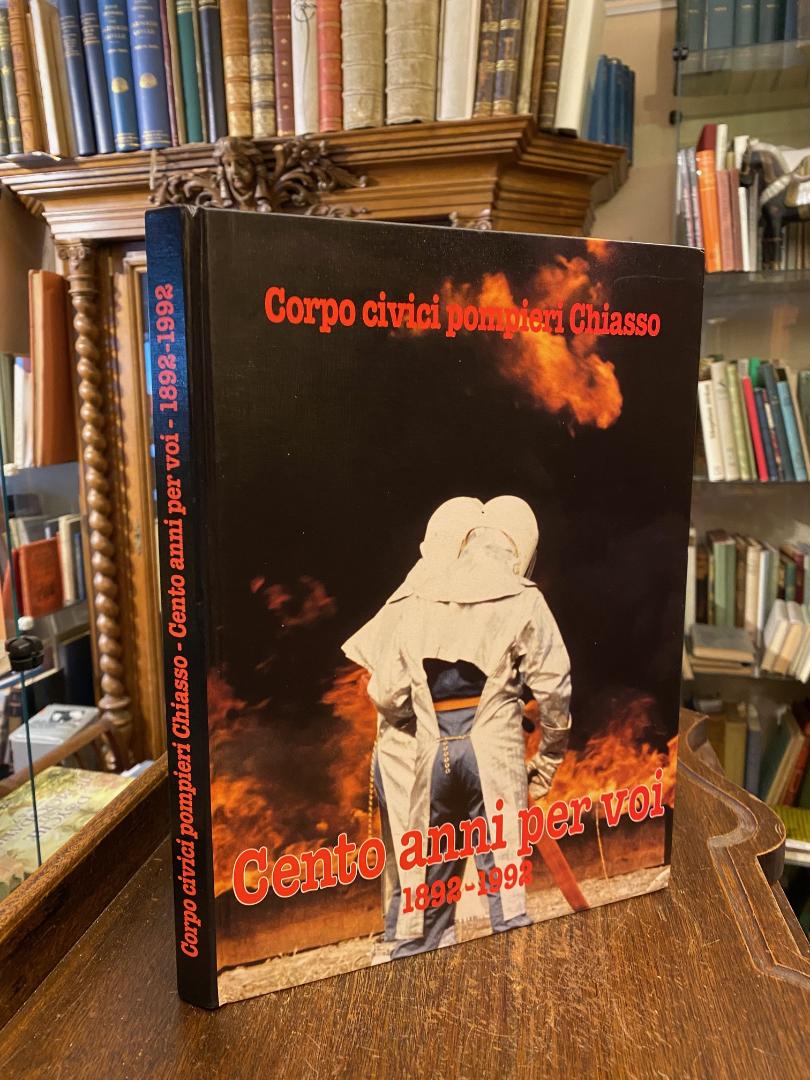 Corpo civici pompieri Chiasso
Cento anni per voi
1892-1992
Corpo civici pompieri Chiasso - Cento anni per voi - 1892-1992